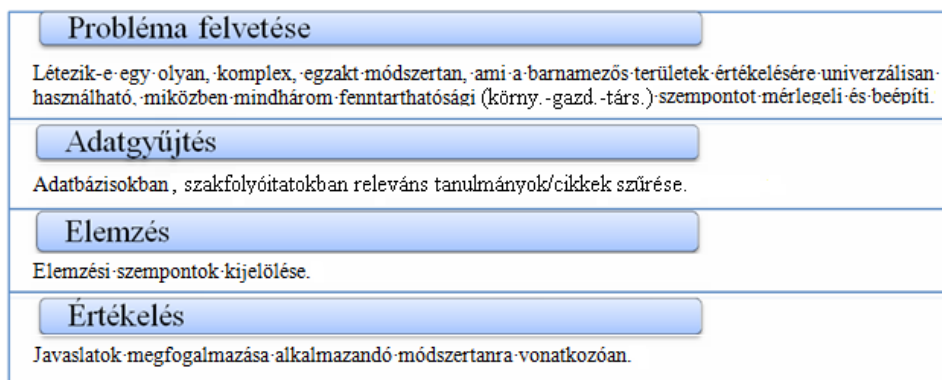 Probléma felvetése
Létezik-e egy olyan, komplex, egzakt módszertan, ami a barnamezős területek értékelésére univerzálisan
használható, miközben mindhárom fenntarthatósági (körny.-gazd.-társ.) szempontot mérlegeli és beépíti.
Adatgyűjtés
Adatbázisokban, szakfolyóitatokban releváns tanulmányok/cikkek szűrése.
Elemzés
Elemzési szempontok kijelölése.
Értékelés
Javaslatok megfogalmazása alkalmazandó módszertanra vonatkozóan.